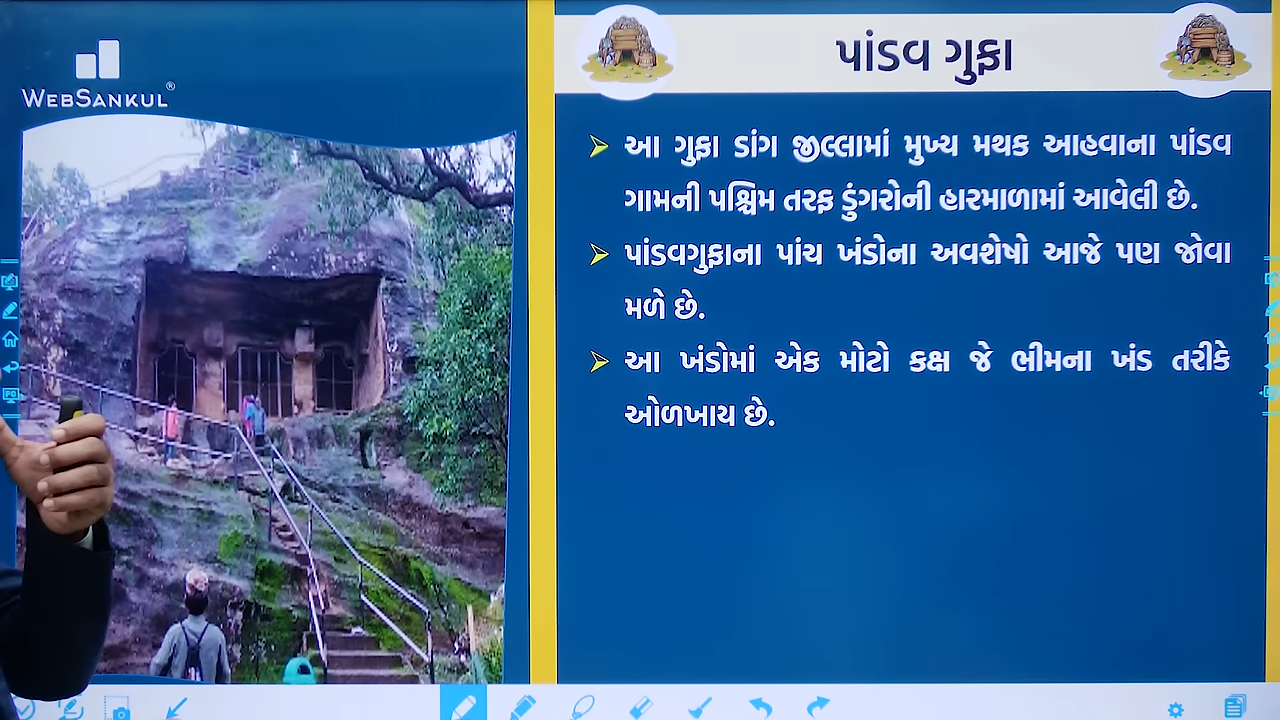 WEBSANKUL®
પાંડવ ગુફા
આ ગુફા ડાંગ જીલ્લામાં મુખ્ય મથક આહવાના પાંડવ
ગામની પશ્ચિમ તરફ ડુંગરોની હારમાળામાં આવેલી છે.
પાંડવગુફાના પાંચ ખંડોના અવશેષો આજે પણ જોવા
મળે છે.
આ ખંડોમાં એક મોટો કક્ષ જે ભીમના ખંડ તરીકે
ઓળખાય છે.